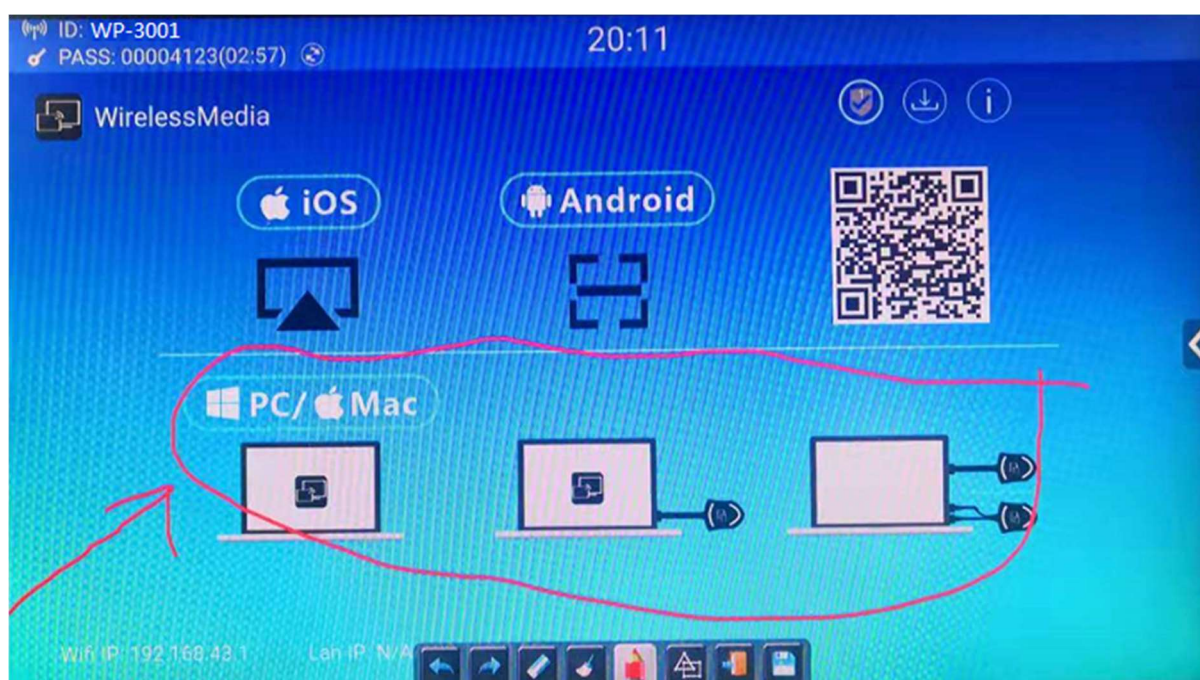 ID: WP-3001
20:11
PASS: 00004123(02:57)
WirelessMedia
iOS
Android
PC/ Mac
Wifi IP: 192.168.43.1
Lan IP N/A